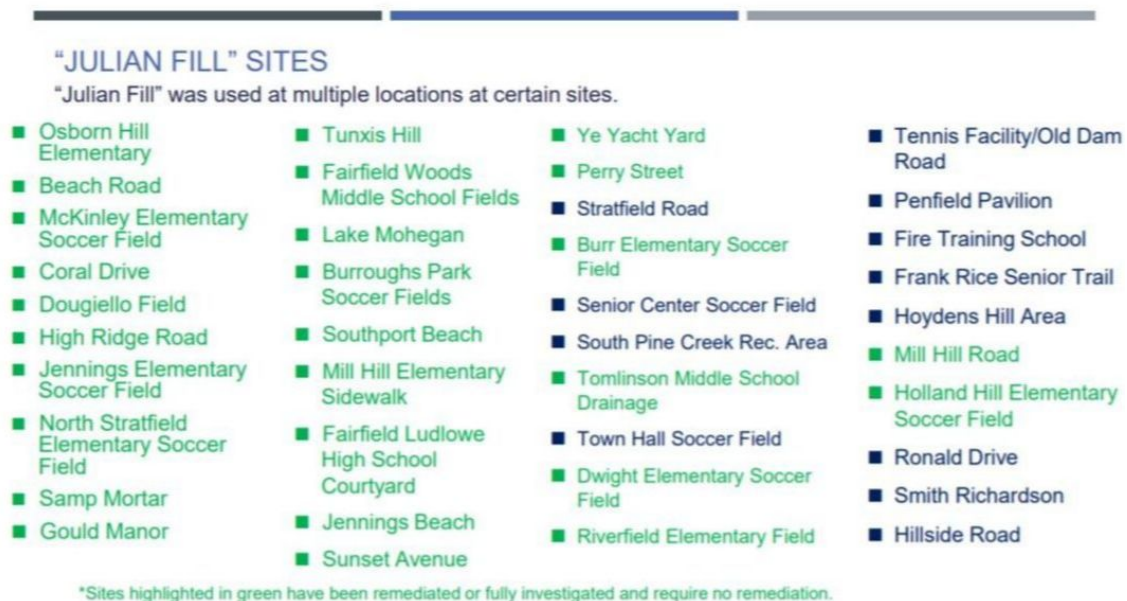 “JULIAN FILL” SITES
“Julian Fill” was used at multiple locations at certain sites.
Osborn Hill
Elementary
Beach Road
McKinley Elementary
Soccer Field
Coral Drive
Dougiello Field
High Ridge Road
Jennings Elementary
Soccer Field
North Stratfield
Elementary Soccer
Field
Samp Mortar
Gould Manor
Tunxis Hill
Fairfield Woods
Middle School Fields
Lake Mohegan
Burroughs Park
Soccer Fields
Southport Beach
Mill Hill Elementary
Sidewalk
Fairfield Ludlowe
High School
Courtyard
Jennings Beach
Sunset Avenue
Ye Yacht Yard
Perry Street
Stratfield Road
Burr Elementary Soccer
Field
Senior Center Soccer Field
South Pine Creek Rec. Area
Tomlinson Middle School
Drainage
Town Hall Soccer Field
Dwight Elementary Soccer
Field
Riverfield Elementary Field
Tennis Facility/Old Dam
Road
Penfield Pavilion
Fire Training School
Frank Rice Senior Trail
Hoydens Hill Area
Mill Hill Road
Holland Hill Elementary
Soccer Field
Ronald Drive
Smith Richardson
Hillside Road
*Sites highlighted in green have been remediated or fully investigated and require no remediation.